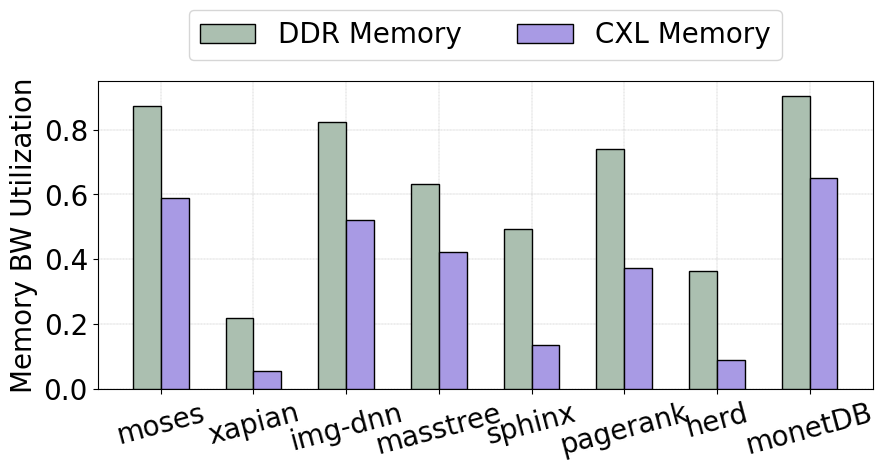 DDR Memory CXL Memory
Memory BW Utilization
0.8
0.6
0.4
0.2
0.0
moses xapian img-dnn masstree sphinx pagerank herd monetDB